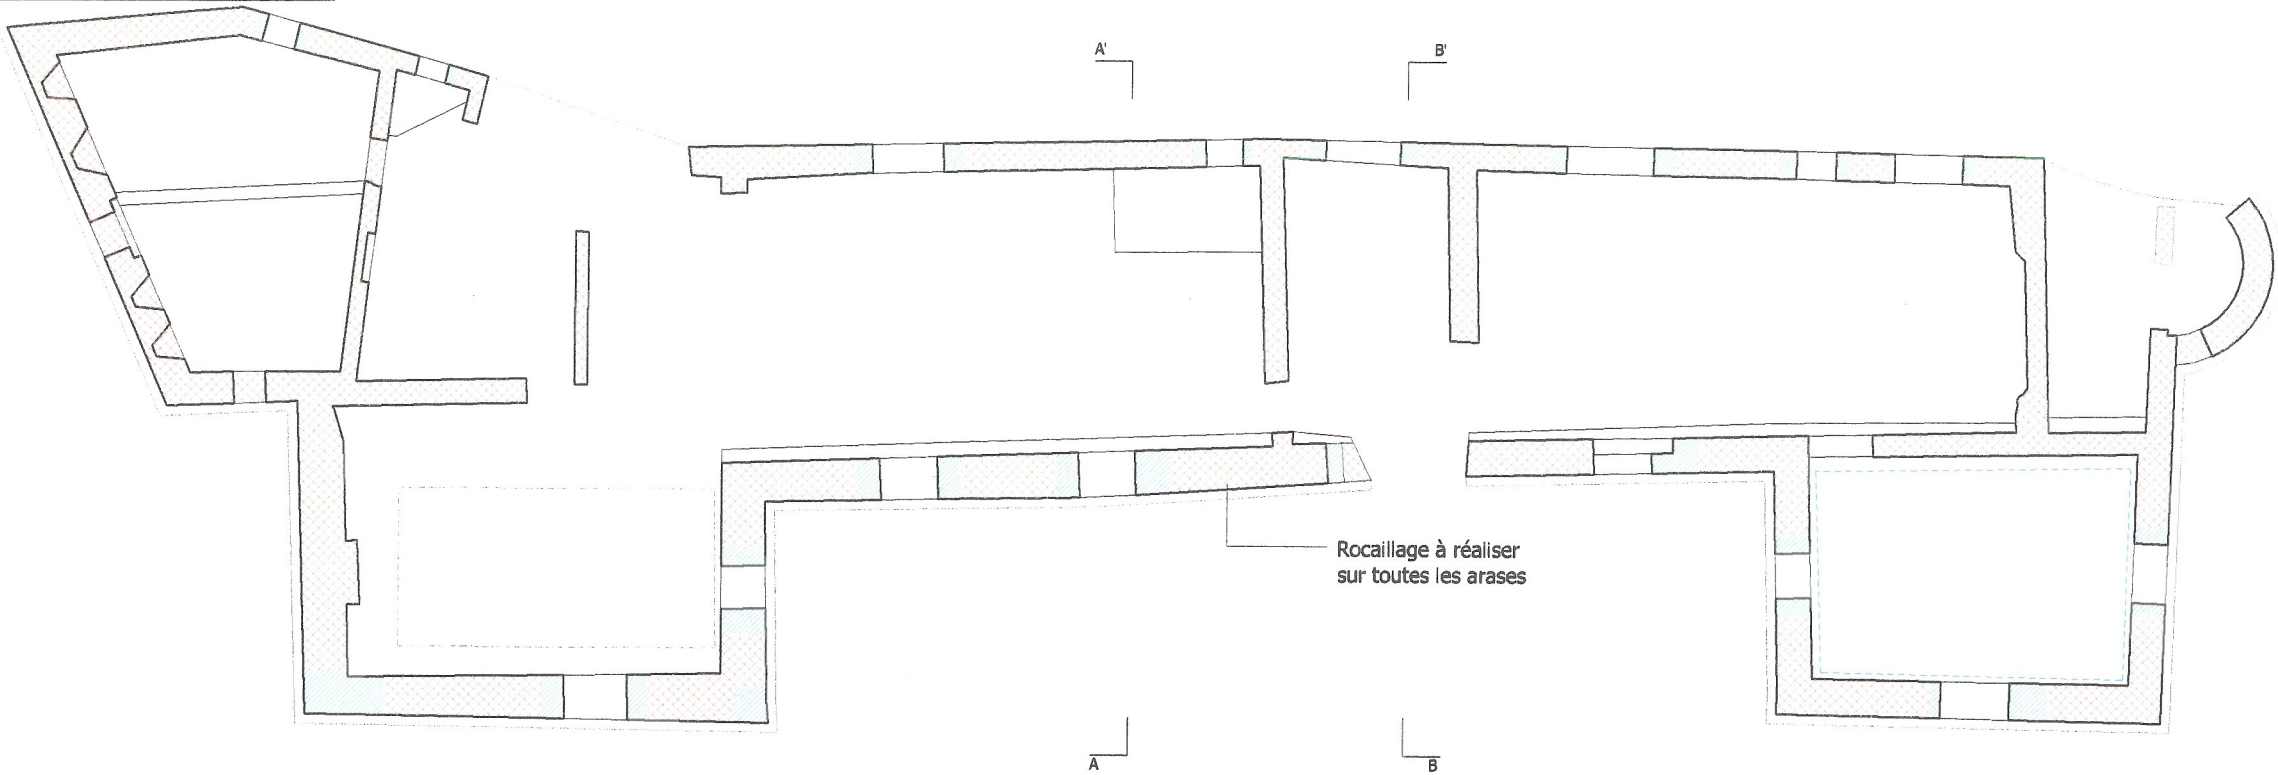 A'
B'
Rocaillage à réaliser
sur toutes les arases
A
B